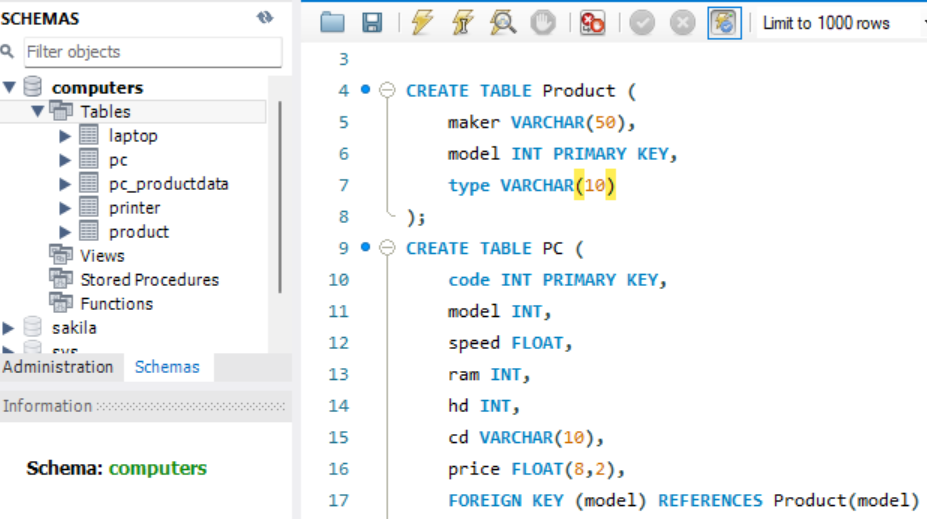 SCHEMAS
Filter objects
computers
Tables
laptop
pc
pc_productdata
printer
product
Views
Stored Procedures
Functions
sakila
sys
Administration Schemas
Information
Schema: computers
Limit to 1000 rows
3
4 CREATE TABLE Product (
5 maker VARCHAR(50),
6 model INT PRIMARY KEY,
7 type VARCHAR(10)
8 );
9 CREATE TABLE PC (
10 code INT PRIMARY KEY,
11 model INT,
12 speed FLOAT,
13 ram INT,
14 hd INT,
15 cd VARCHAR(10),
16 price FLOAT(8,2),
17 FOREIGN KEY (model) REFERENCES Product(model)